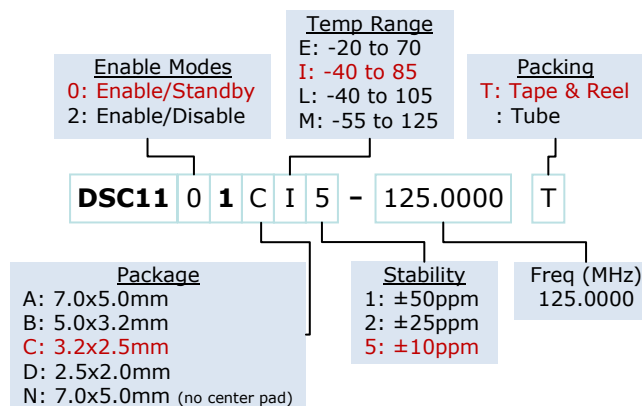 Enable Modes
0: Enable/Standby
2: Enable/Disable
Temp Range
E: -20 to 70
I: -40 to 85
L: -40 to 105
M: -55 to 125
Packing
T: Tape & Reel
: Tube
DSC11 0 1 C I 5 - 125.0000 T
Package
A: 7.0x5.0mm
B: 5.0x3.2mm
C: 3.2x2.5mm
D: 2.5x2.0mm
N: 7.0x5.0mm (no center pad)
Stability
1: ±50ppm
2: ±25ppm
5: ±10ppm
Freq (MHz)
125.0000